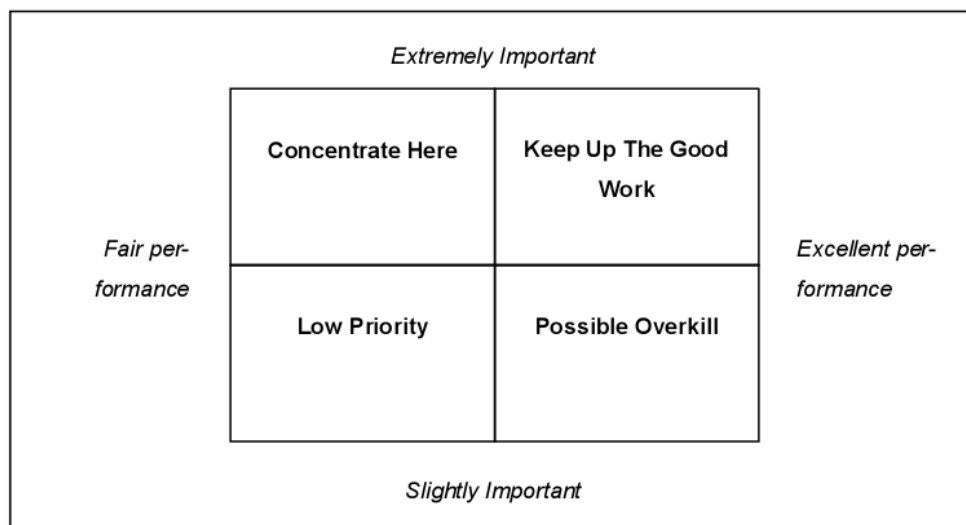 Extremely Important
Concentrate Here
Keep Up The Good
Work
Fair per-
formance
Excellent per-
formance
Low Priority
Possible Overkill
Slightly Important